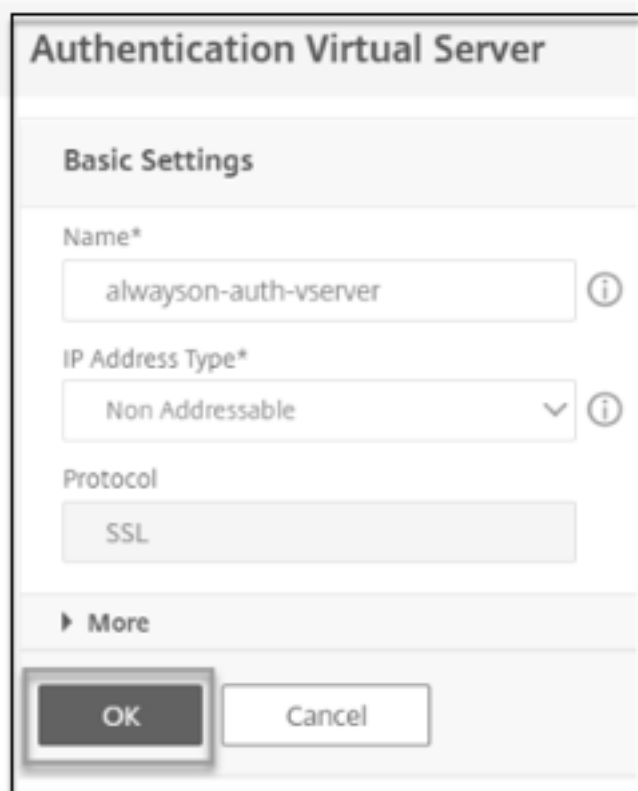 Authentication Virtual Server
Basic Settings
Name*
alwayson-auth-vserver
IP Address Type*
Non Addressable
Protocol
SSL
More
OK Cancel